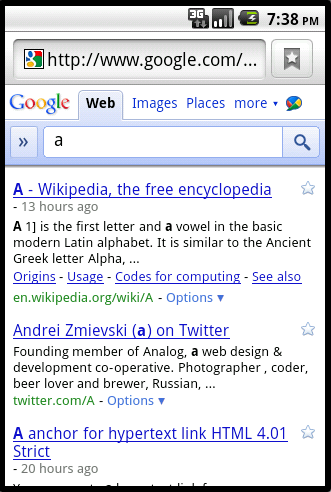 3G 7:38 PM
http://www.google.com/...
Google Web Images Places more ▾
» a
A - Wikipedia, the free encyclopedia
- 13 hours ago
A 1] is the first letter and a vowel in the basic
modern Latin alphabet. It is similar to the Ancient
Greek letter Alpha, ...
Origins - Usage - Codes for computing - See also
en.wikipedia.org/wiki/A - Options ▾
Andrei Zmievski (a) on Twitter
Founding member of Analog, a web design &
development co-operative. Photographer , coder,
beer lover and brewer, Russian, ...
twitter.com/A - Options ▾
A anchor for hypertext link HTML 4.01
Strict
- 20 hours ago